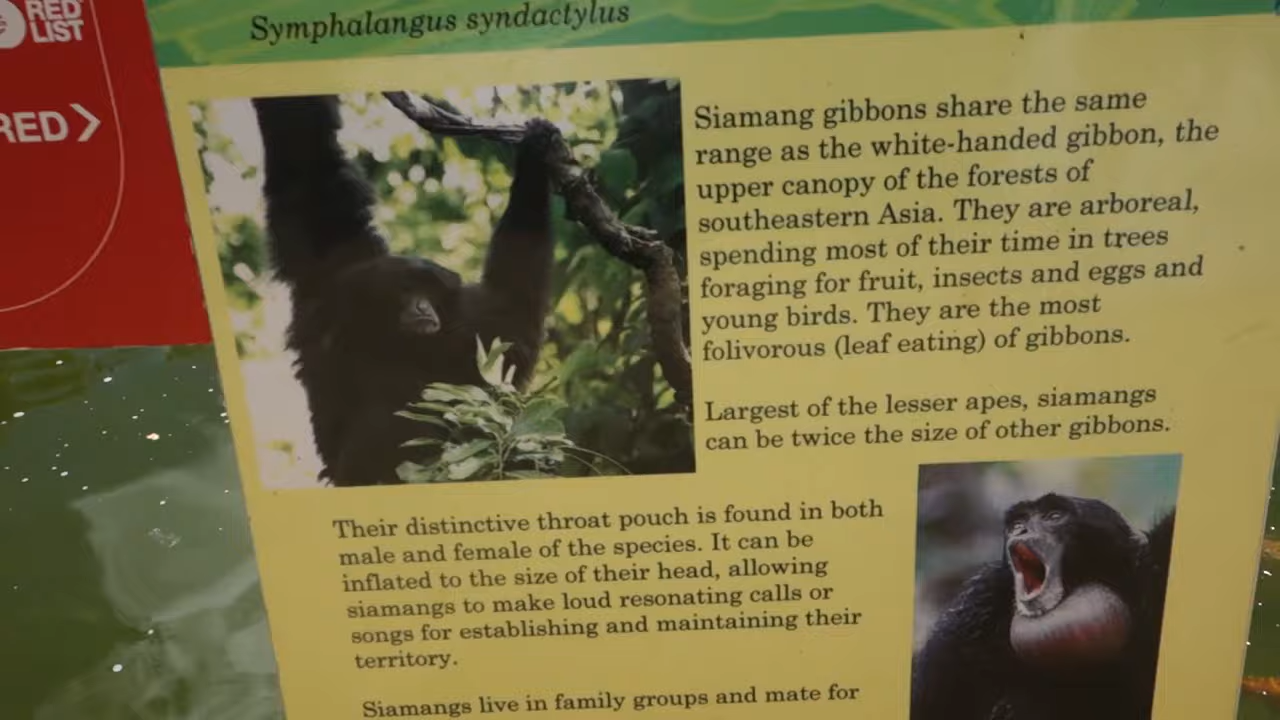 RED
LIST
RED
Symphalangus syndactylus
Siamang gibbons share the same
range as the white-handed gibbon, the
upper canopy of the forests of
southeastern Asia. They are arboreal,
spending most of their time in trees
foraging for fruit, insects and eggs and
young birds. They are the most
folivorous (leaf eating) of gibbons.
Largest of the lesser apes, siamangs
can be twice the size of other gibbons.
Their distinctive throat pouch is found in both
male and female of the species. It can be
inflated to the size of their head, allowing
siamangs to make loud resonating calls or
songs for establishing and maintaining their
territory.
Siamangs live in family groups and mate for